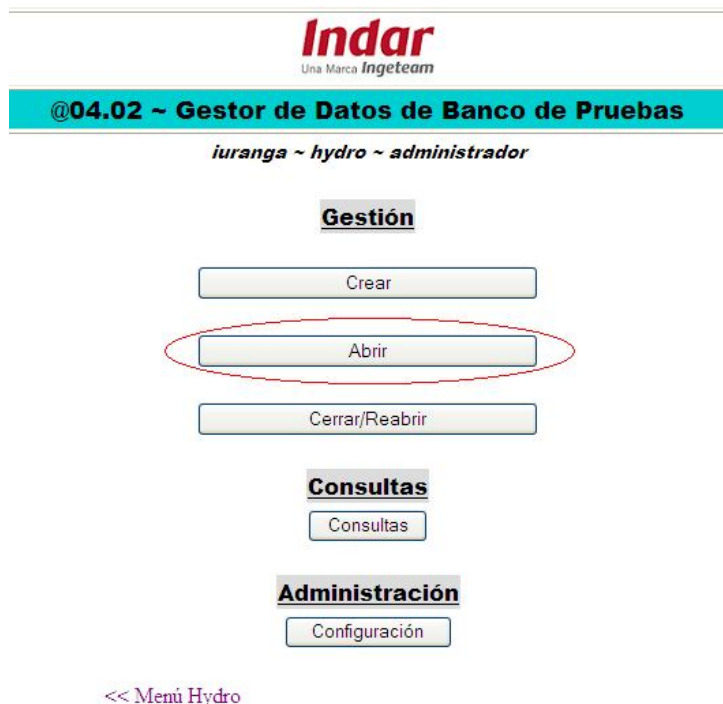 Indar
Una Marca Ingeteam
@04.02 ~ Gestor de Datos de Banco de Pruebas
iuranga ~ hydro ~ administrador
Gestión
Crear
Abrir
Cerrar/Reabrir
Consultas
Consultas
Administración
Configuración
<< Menú Hydro